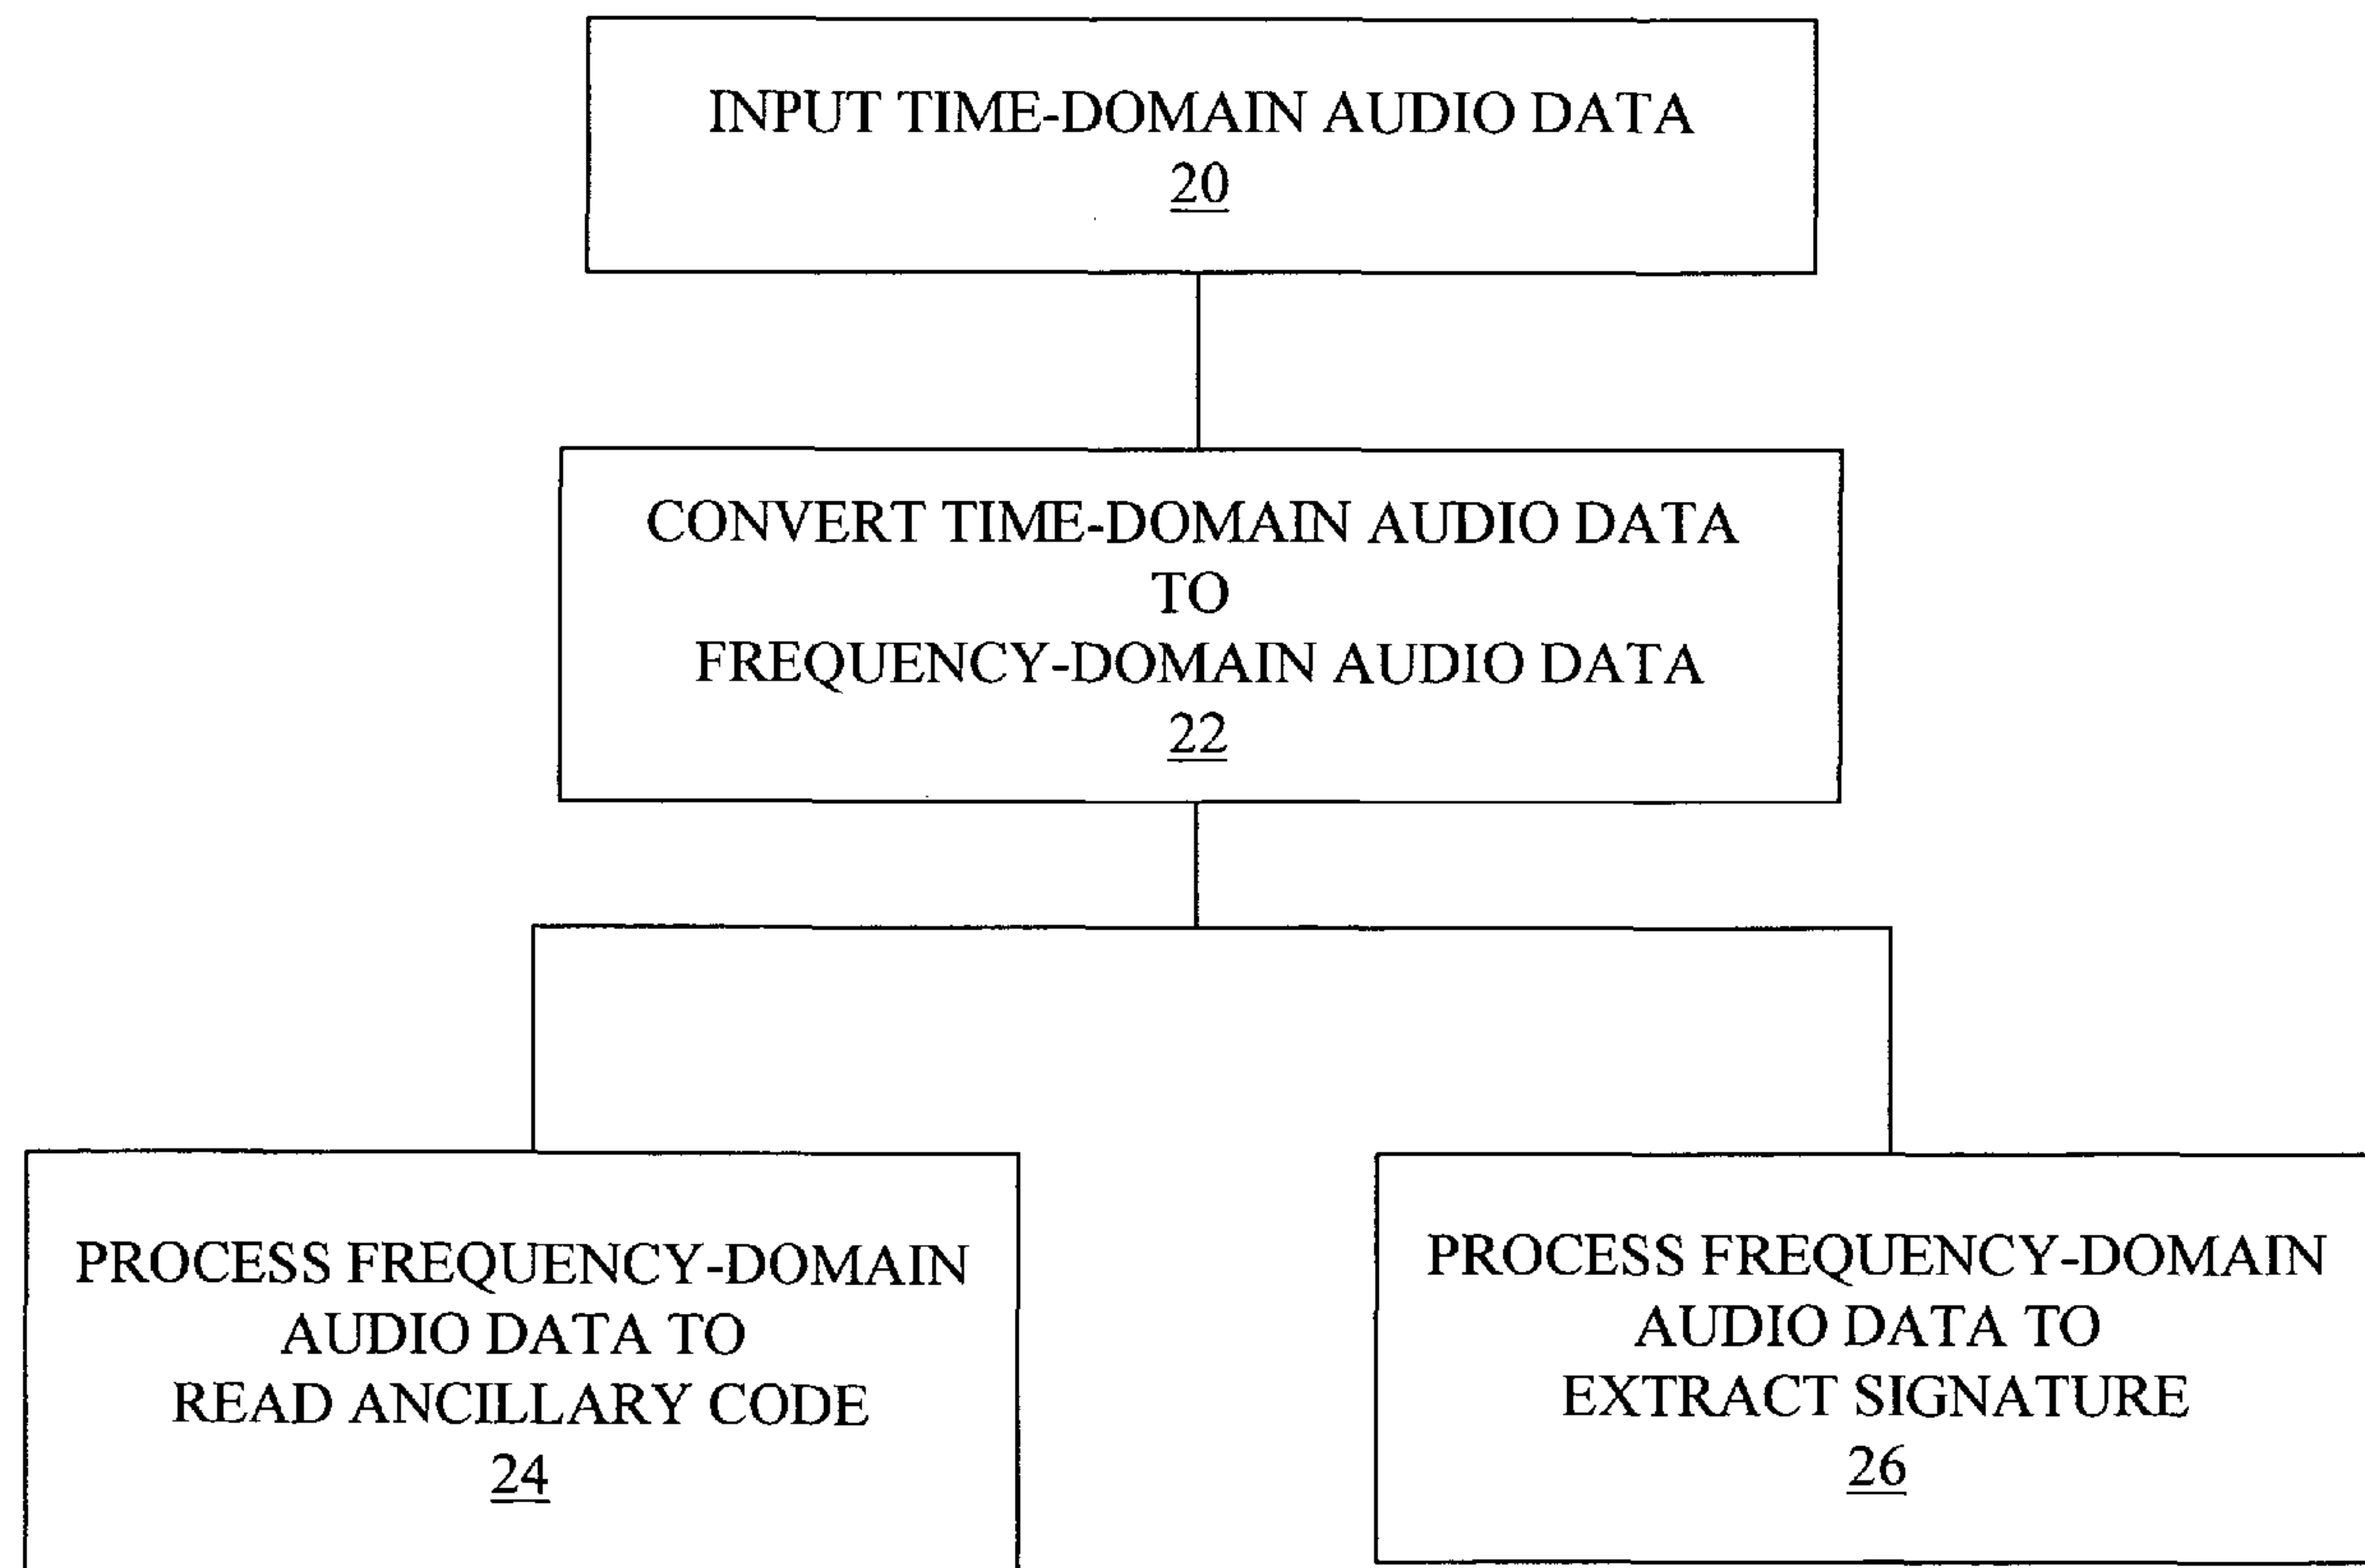 INPUT TIME-DOMAIN AUDIO DATA
20
CONVERT TIME-DOMAIN AUDIO DATA
TO
FREQUENCY-DOMAIN AUDIO DATA
22
PROCESS FREQUENCY-DOMAIN
AUDIO DATA TO
READ ANCILLARY CODE
24
PROCESS FREQUENCY-DOMAIN
AUDIO DATA TO
EXTRACT SIGNATURE
26